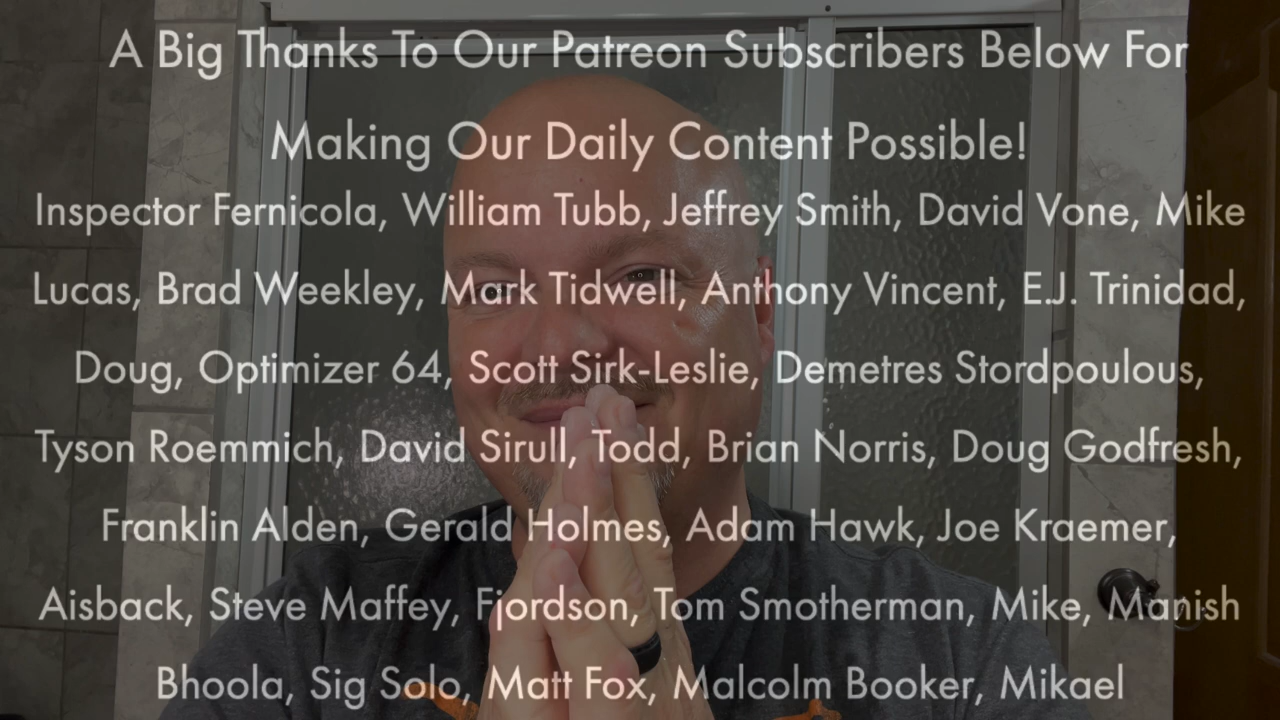 A Big Thanks To Our Patreon Subscribers Below For
Making Our Daily Content Possible!
Inspector Fernicola, William Tubb, Jeffrey Smith, David Vone, Mike
Lucas, Brad Weekley, Mark Tidwell, Anthony Vincent, E.J. Trinidad,
Doug, Optimizer 64, Scott Sirk-Leslie, Demetres Stordpoulous,
Tyson Roemmich, David Sirull, Todd, Brian Norris, Doug Godfresh,
Franklin Alden, Gerald Holmes, Adam Hawk, Joe Kraemer,
Aisback, Steve Maffey, Fjordson, Tom Smotherman, Mike, Manish
Bhoola, Sig Solo, Matt Fox, Malcolm Booker, Mikael